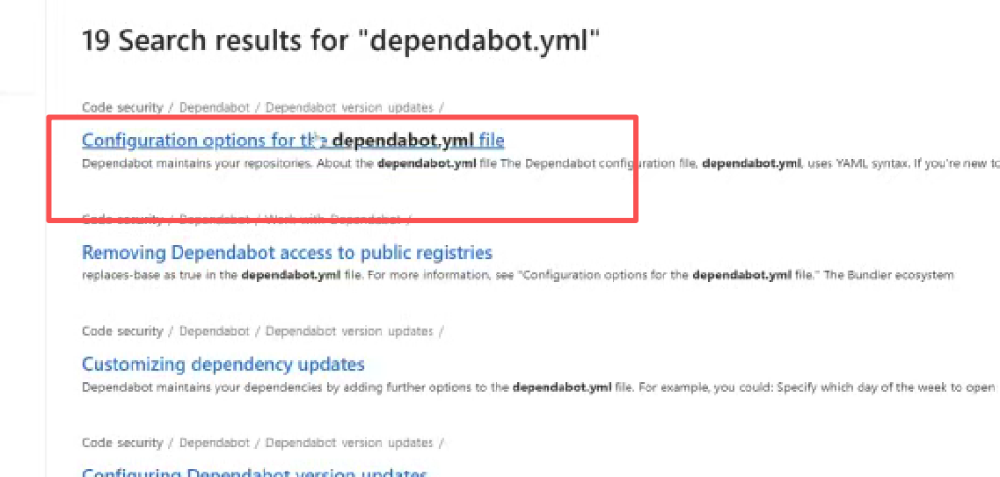 19 Search results for "dependabot.yml"
Code security / Dependabot / Dependabot version updates /
Configuration options for the dependabot.yml file
Dependabot maintains your repositories. About the dependabot.yml file The Dependabot configuration file, dependabot.yml, uses YAML syntax. If you're new to
Code security / Dependabot / Work with Dependabot /
Removing Dependabot access to public registries
replaces-base as true in the dependabot.yml file. For more information, see "Configuration options for the dependabot.yml file." The Bundler ecosystem
Code security / Dependabot / Dependabot version updates /
Customizing dependency updates
Dependabot maintains your dependencies by adding further options to the dependabot.yml file. For example, you could: Specify which day of the week to open
Code security / Dependabot / Dependabot version updates /
Configuring Dependabot version updates